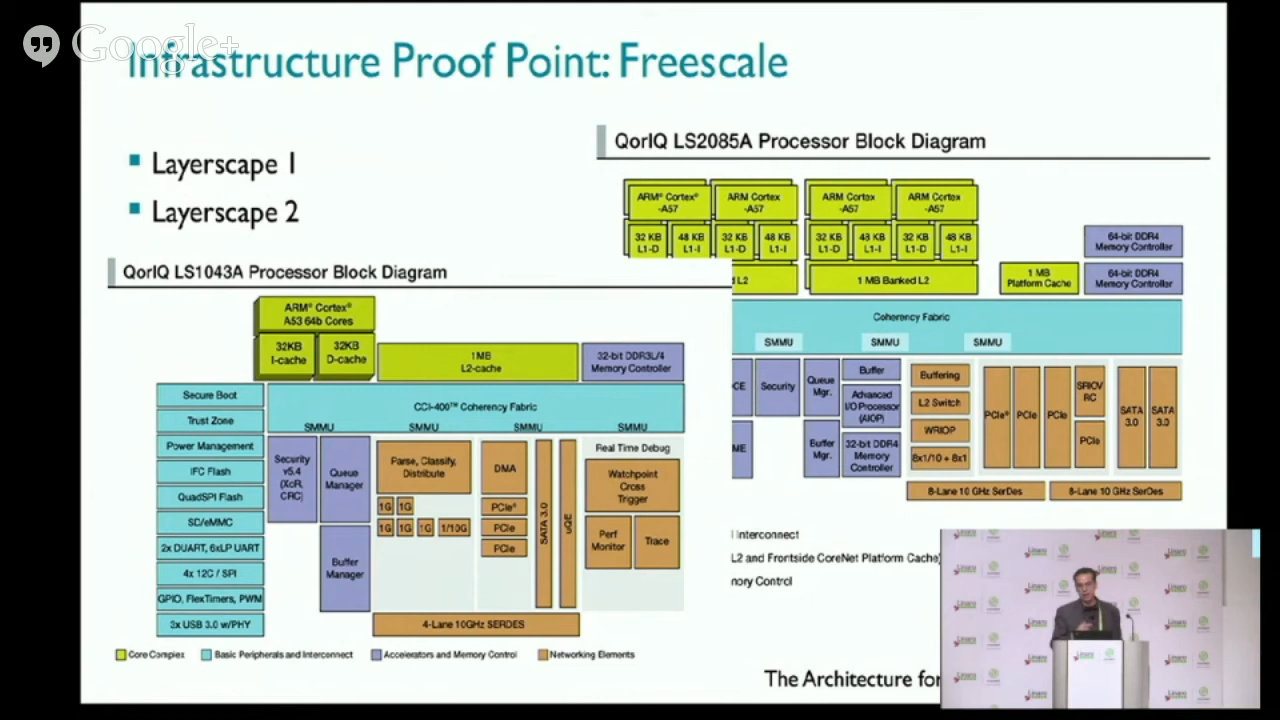 Google+
Infrastructure Proof Point: Freescale
Layerscape 1
Layerscape 2
QorIQ LS2085A Processor Block Diagram
ARM® Cortex® -A57
ARM Cortex -A57
ARM Cortex -A57
ARM Cortex -A57
32 KB L1-D
48 KB L1-I
32 KB L1-D
48 KB L1-I
32 KB L1-D
48 KB L1-I
32 KB L1-D
48 KB L1-I
L2
1 MB Banked L2
1 MB Platform Cache
64-bit DDR4 Memory Controller
64-bit DDR4 Memory Controller
Coherency Fabric
SMMU
SMMU
SMMU
CE
Security
Queue Mgr.
Buffer
Advanced I/O Processor (AIOP)
ME
Buffer Mgr.
32-bit DDR4 Memory Controller
Buffering
L2 Switch
WRIOP
8x1/10 + 8x1
PCIe®
PCIe
PCIe
SRIOV RC
PCIe
SATA 3.0
SATA 3.0
8-Lane 10 GHz SerDes
8-Lane 10 GHz SerDes
Interconnect
L2 and Frontside CoreNet Platform Cache)
nory Control
QorIQ LS1043A Processor Block Diagram
ARM® Cortex®
A53 64b Cores
32KB I-cache
32KB D-cache
1MB
L2-cache
32-bit DDR3L/4
Memory Controller
Secure Boot
Trust Zone
Power Management
IFC Flash
QuadSPI Flash
SD/eMMC
2x DUART, 6xLP UART
4x 12C / SPI
GPIO, FlexTimers, PWM
3x USB 3.0 w/PHY
CCI-400™ Coherency Fabric
SMMU
SMMU
SMMU
Security v5.4 (XoR, CRC)
Queue Manager
Buffer Manager
Parse, Classify,
Distribute
1G 1G
1G 1G 1G 1/10G
DMA
PCIe®
PCIe
PCIe
SATA 3.0
uQE
Real Time Debug
Watchpoint
Cross
Trigger
Perf Monitor
Trace
4-Lane 10GHz SERDES
Core Complex
Basic Peripherals and Interconnect
Accelerators and Memory Control
Networking Elements
The Architecture for
Linaro